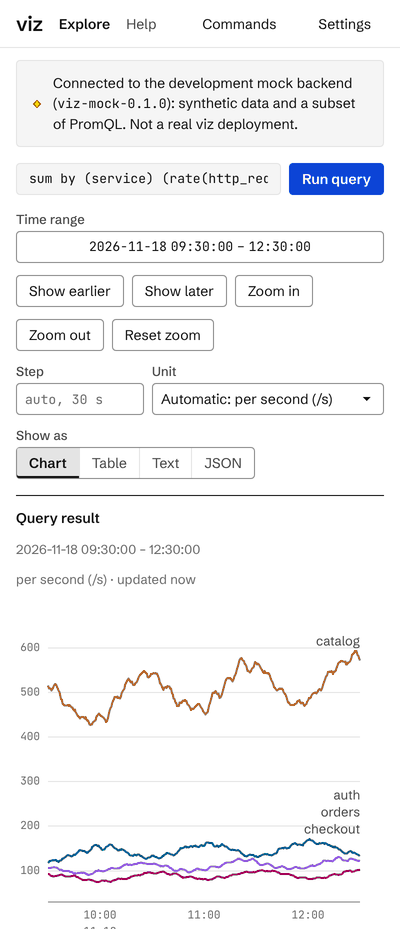 viz Explore Help Commands Settings
Connected to the development mock backend
(viz-mock-0.1.0): synthetic data and a subset
of PromQL. Not a real viz deployment.
sum by (service) (rate(http_rec Run query
Time range
2026-11-18 09:30:00 – 12:30:00
Show earlier Show later Zoom in
Zoom out Reset zoom
Step Unit
auto, 30 s Automatic: per second (/s)
Show as
Chart Table Text JSON
Query result
2026-11-18 09:30:00 – 12:30:00
per second (/s) · updated now
catalog
600
500
400
300
auth
orders
200
checkout
100
10:00 11:00 12:00